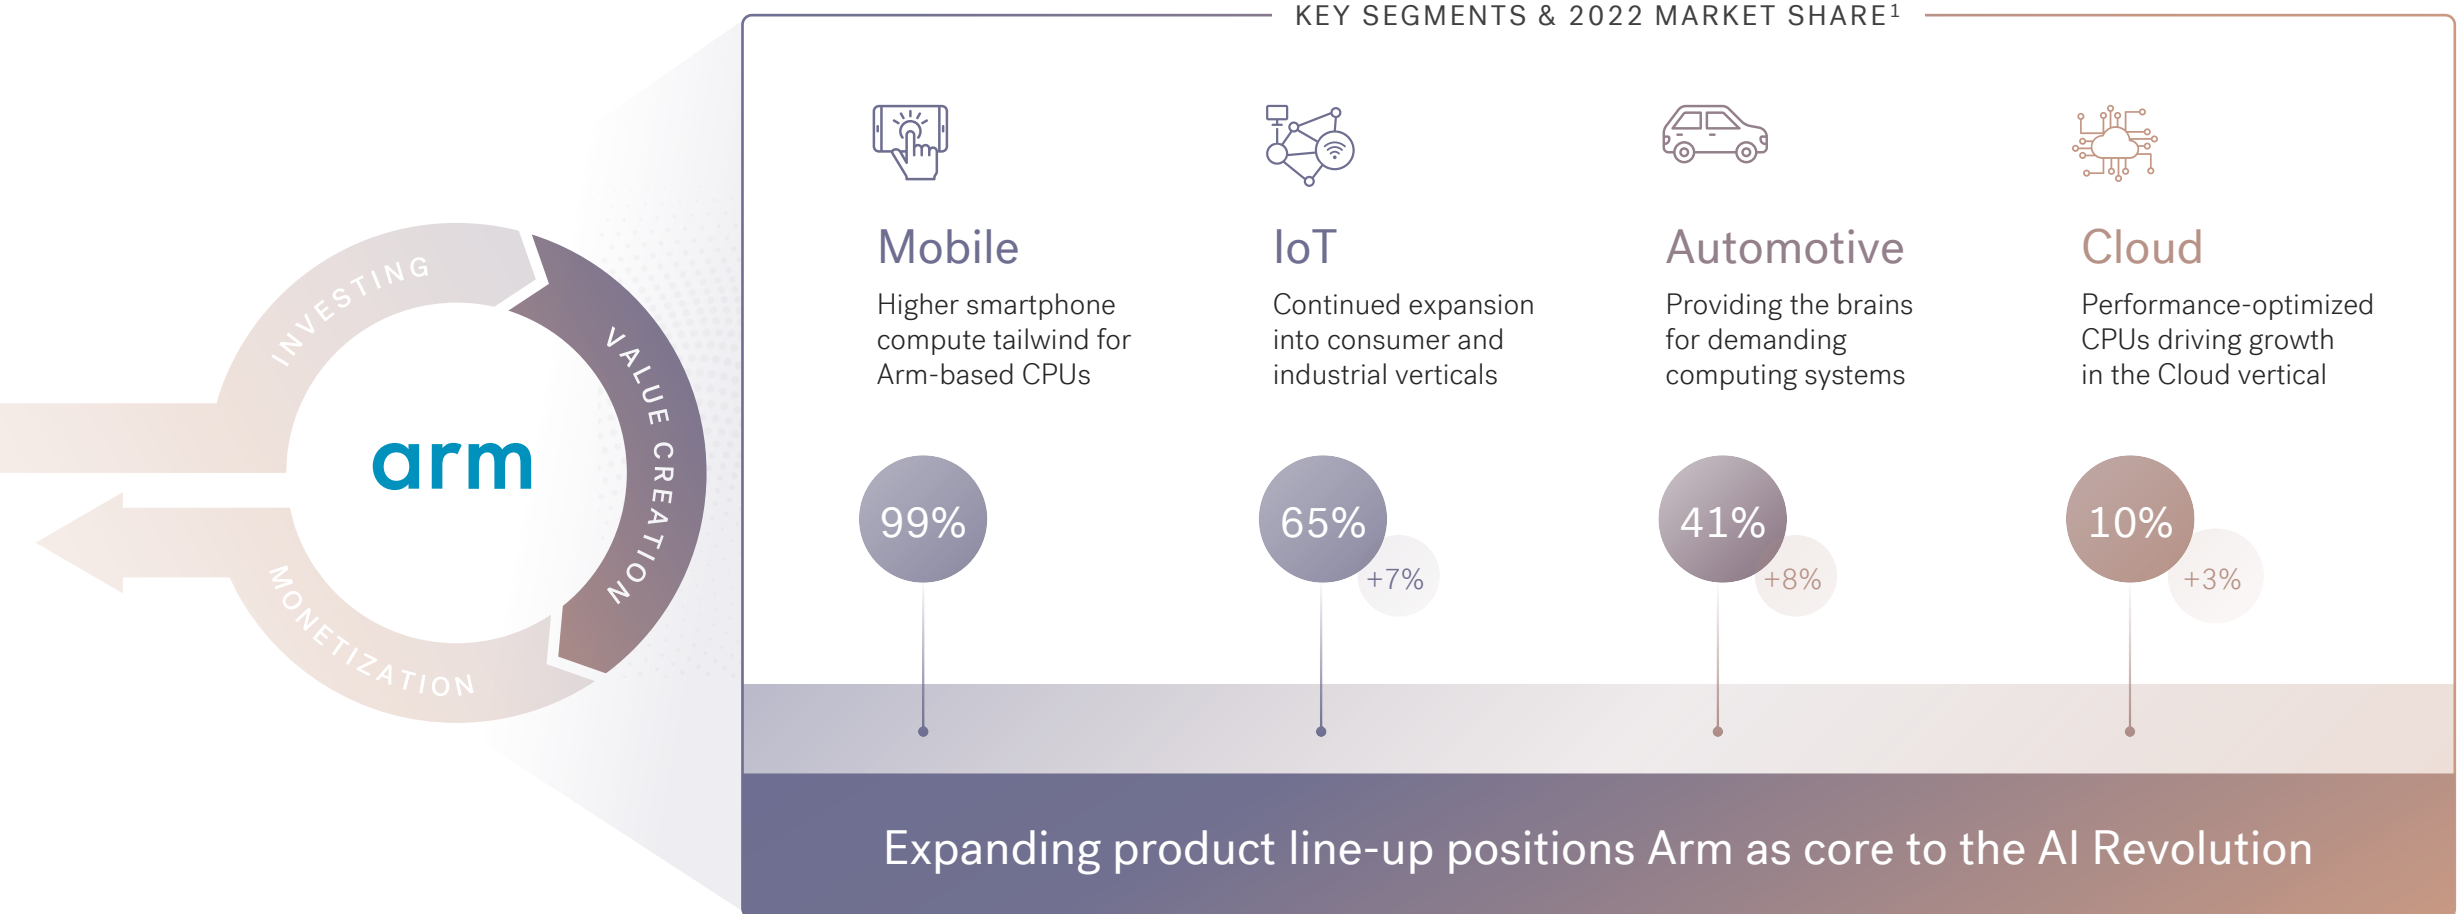 KEY SEGMENTS & 2022 MARKET SHARE¹
INVESTING
VALUE CREATION
MONETIZATION
arm
Mobile
Higher smartphone
compute tailwind for
Arm-based CPUs
99%
IoT
Continued expansion
into consumer and
industrial verticals
65%
+7%
Automotive
Providing the brains
for demanding
computing systems
41%
+8%
Cloud
Performance-optimized
CPUs driving growth
in the Cloud vertical
10%
+3%
Expanding product line-up positions Arm as core to the AI Revolution